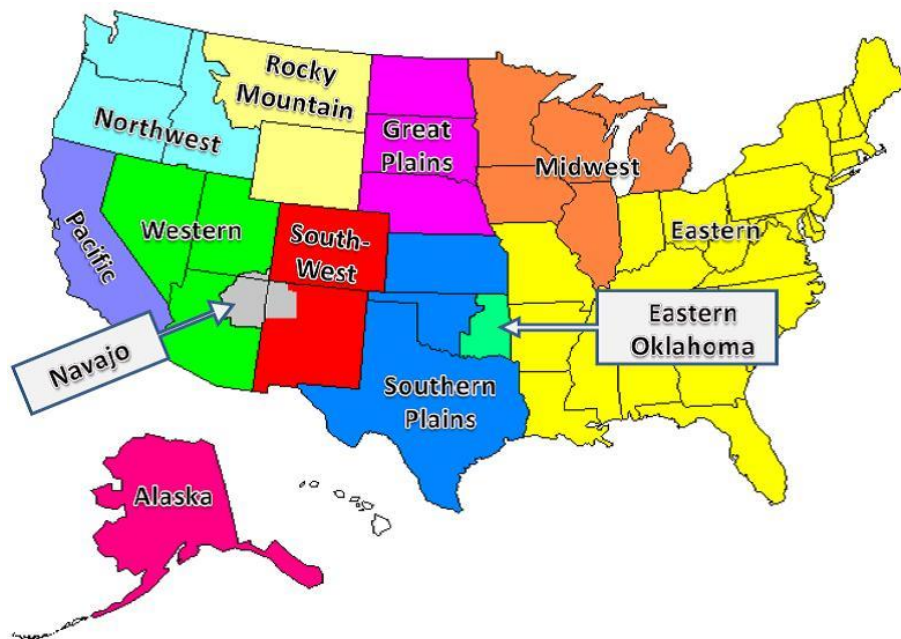 Rocky
Mountain
Northwest
Great
Plains
Midwest
Pacific
Western
South-
West
Eastern
Navajo
Eastern
Oklahoma
Southern
Plains
Alaska